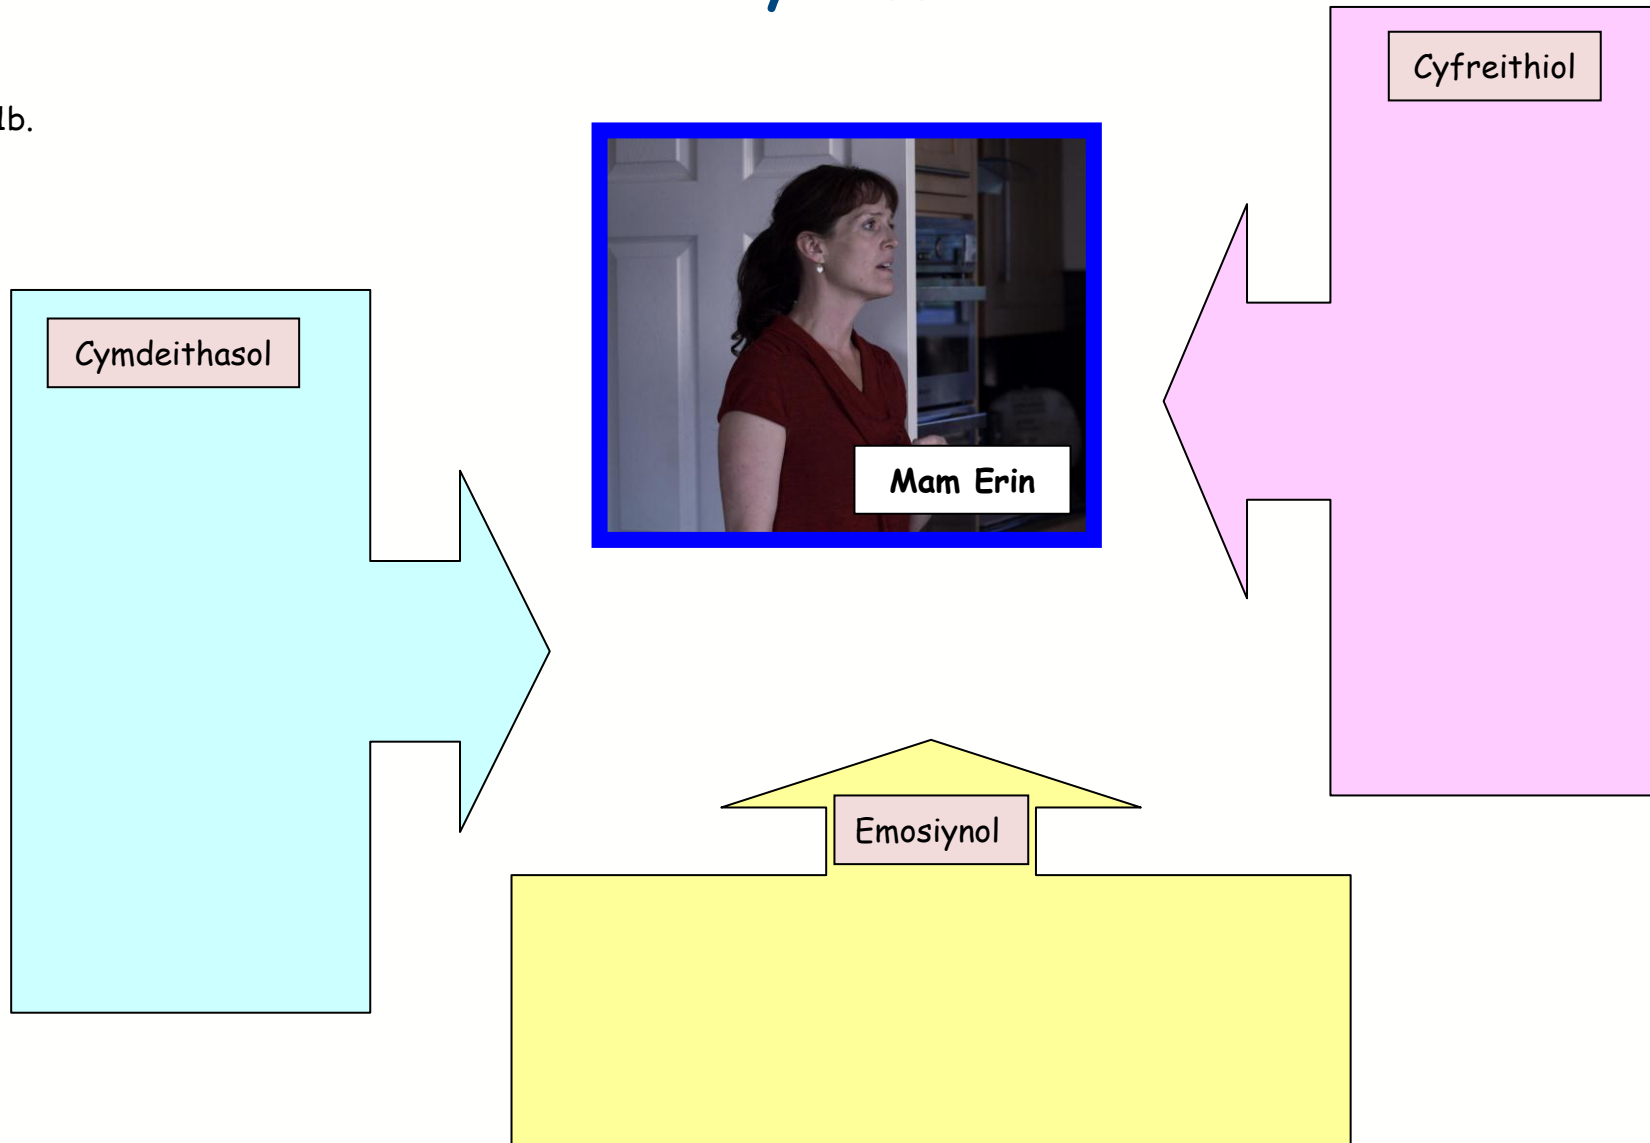 Cyfreithiol
lb.
Cymdeithasol
Mam Erin
Emosiynol